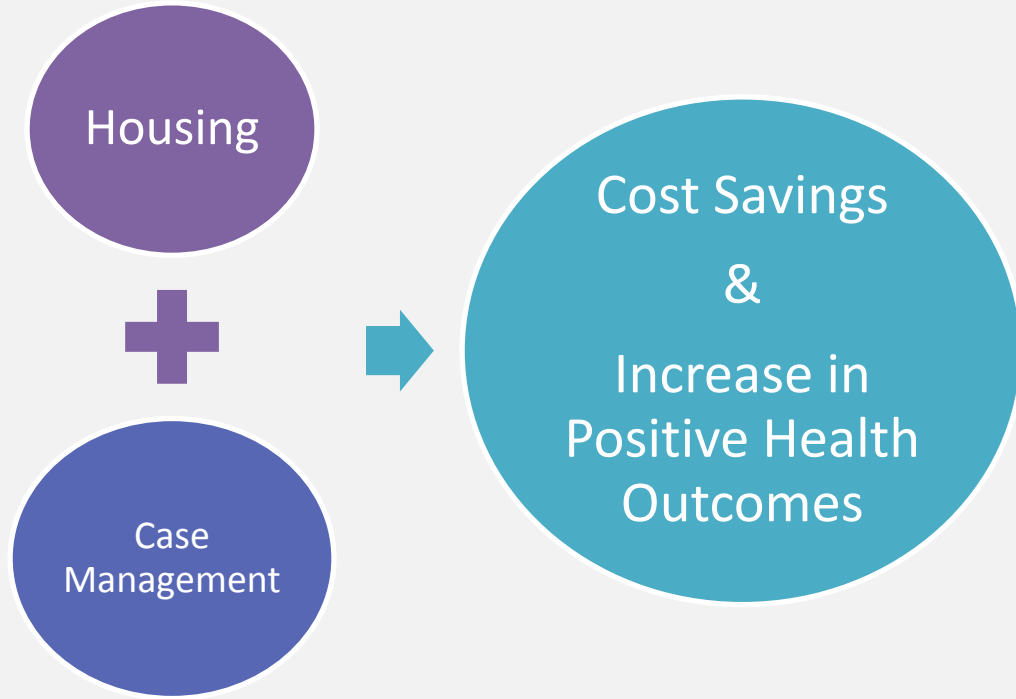 Housing
Case
Management
Cost Savings
&
Increase in
Positive Health
Outcomes